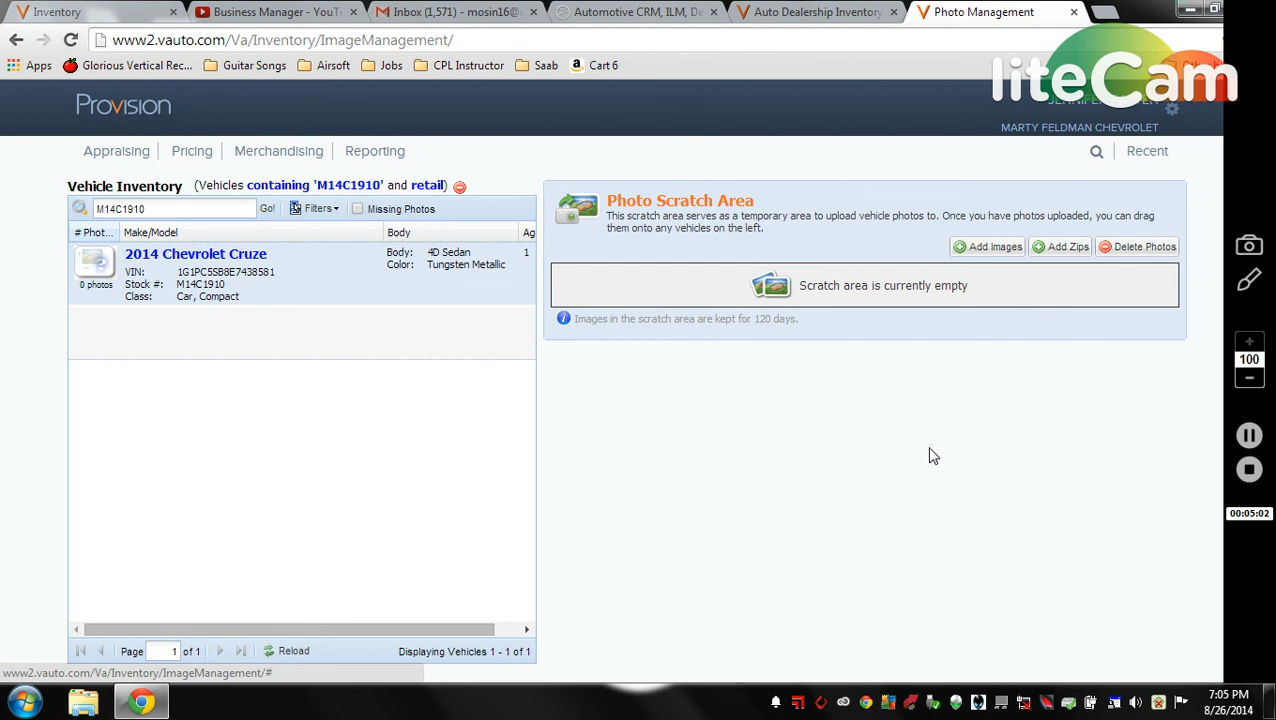 Inventory
Business Manager - YouT
Inbox (1,571) - mosin16@
Automotive CRM, ILM, De
Auto Dealership Inventory
Photo Management
www2.vauto.com/Va/Inventory/ImageManagement/
Apps
Glorious Vertical Rec...
Guitar Songs
Airsoft
Jobs
CPL Instructor
Saab
Cart 6
liteCam
Provision
MARTY FELDMAN CHEVROLET
Appraising
Pricing
Merchandising
Reporting
Recent
Vehicle Inventory (Vehicles containing 'M14C1910' and retail)
M14C1910 Go! Filters Missing Photos
# Phot... Make/Model Body Ag
2014 Chevrolet Cruze Body: 4D Sedan 1
VIN: 1G1PC5SB8E7438581 Color: Tungsten Metallic
Stock #: M14C1910
0 photos
Class: Car, Compact
Photo Scratch Area
This scratch area serves as a temporary area to upload vehicle photos to. Once you have photos uploaded, you can drag
them onto any vehicles on the left.
Add Images Add Zips Delete Photos
Scratch area is currently empty
Images in the scratch area are kept for 120 days.
100
00:05:02
Page 1 of 1 Reload Displaying Vehicles 1 - 1 of 1
www2.vauto.com/Va/Inventory/ImageManagement/#
7:05 PM
8/26/2014